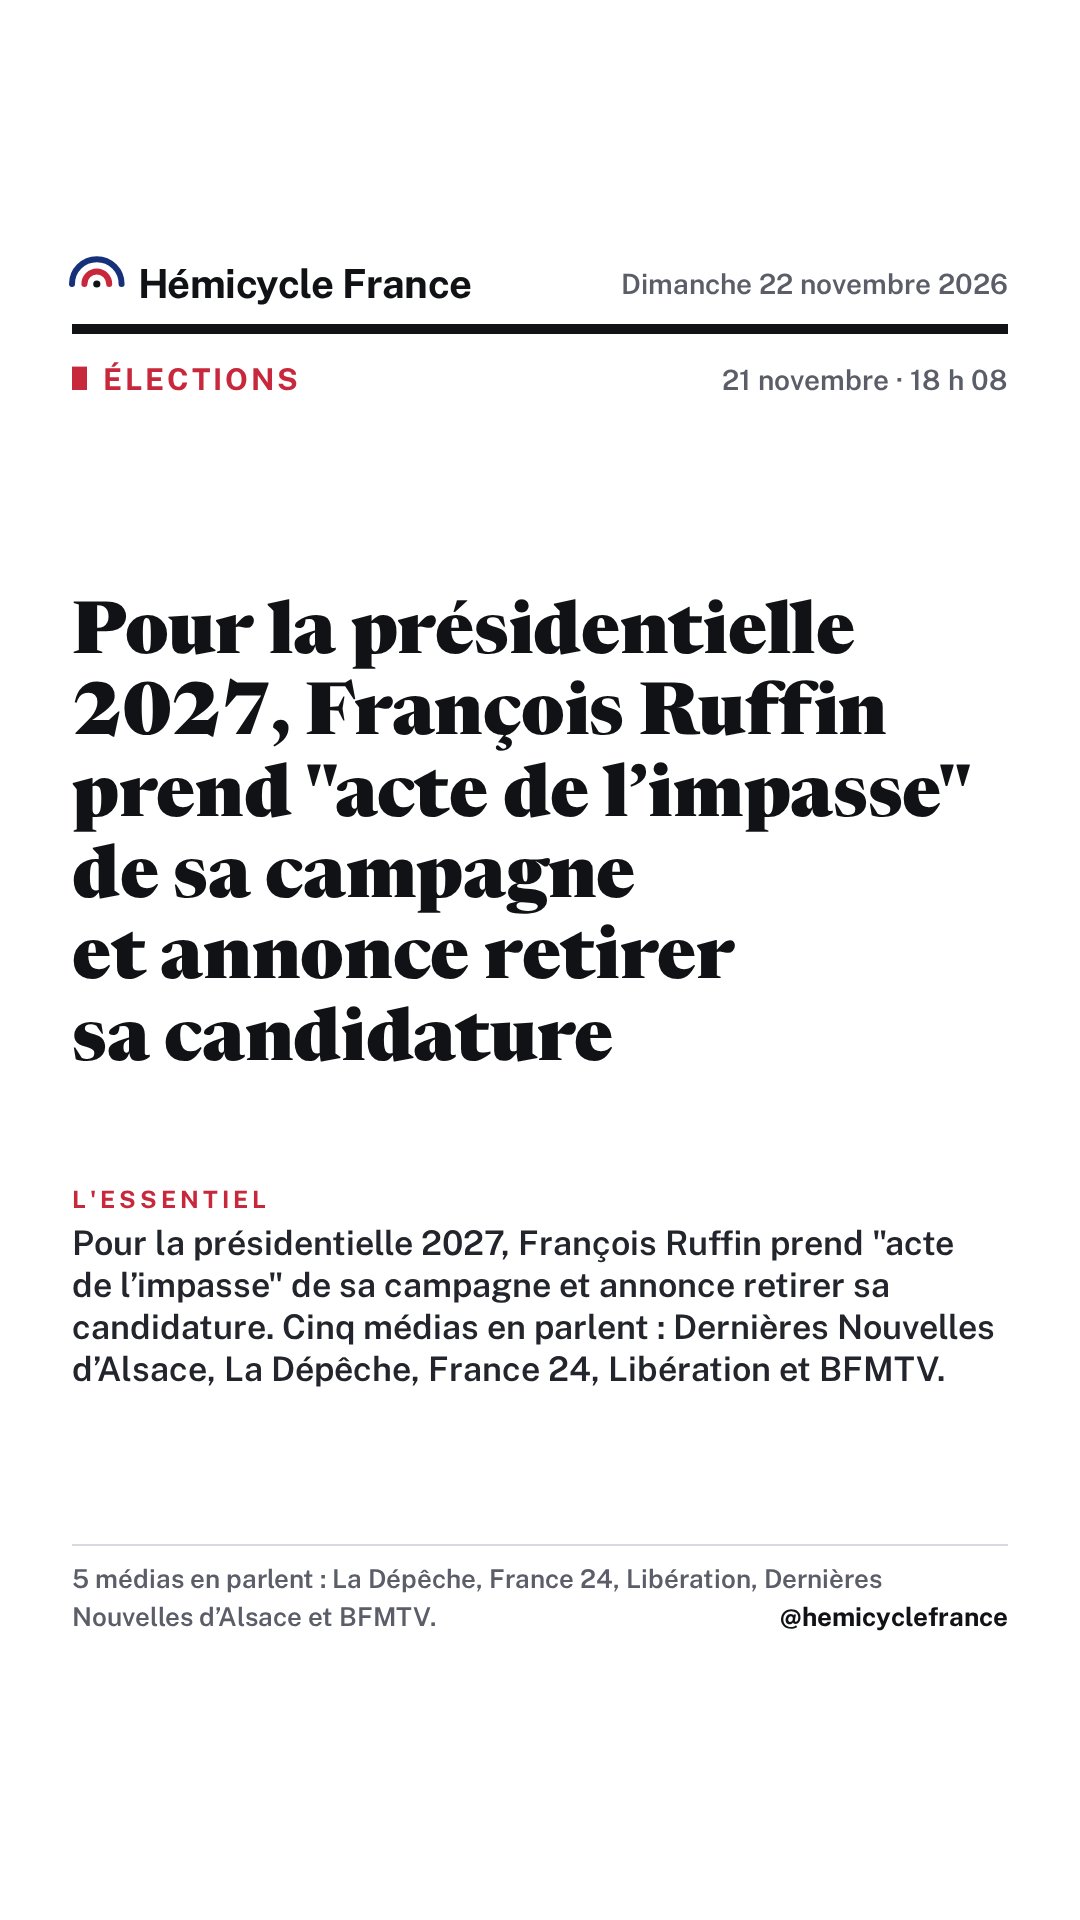 Hémicycle France
Dimanche 22 novembre 2026
ÉLECTIONS
21 novembre · 18 h 08
Pour la présidentielle
2027, François Ruffin
prend "acte de l’impasse"
de sa campagne
et annonce retirer
sa candidature
L'ESSENTIEL
Pour la présidentielle 2027, François Ruffin prend "acte
de l’impasse" de sa campagne et annonce retirer sa
candidature. Cinq médias en parlent : Dernières Nouvelles
d’Alsace, La Dépêche, France 24, Libération et BFMTV.
5 médias en parlent : La Dépêche, France 24, Libération, Dernières
Nouvelles d’Alsace et BFMTV.
@hemicyclefrance